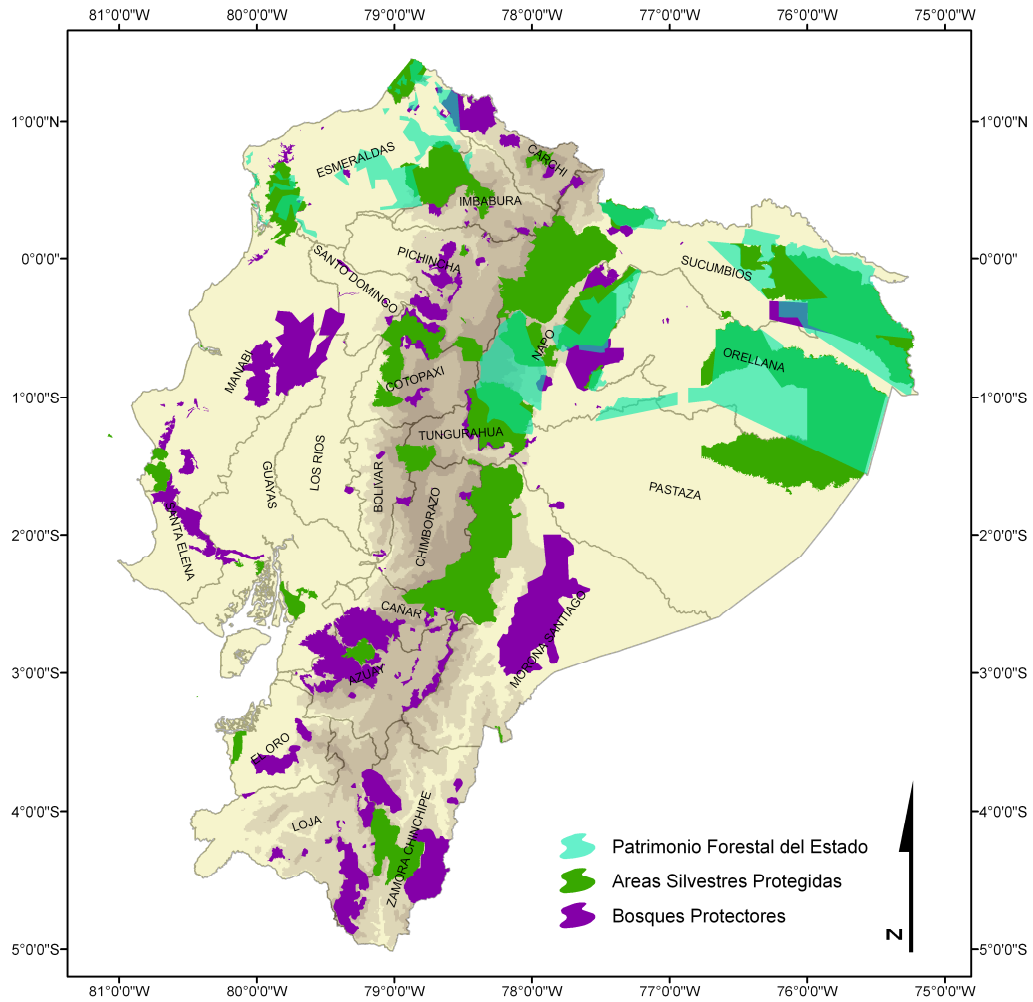 81°0'0"W 80°0'0"W 79°0'0"W 78°0'0"W 77°0'0"W 76°0'0"W 75°0'0"W
1°0'0"N 1°0'0"N
CARCHI
ESMERALDAS
IMBABURA
PICHINCHA
0°0'0" 0°0'0"
SANTO DOMINGO
SUCUMBIOS
NAPO
ORELLANA
MANABI
COTOPAXI
1°0'0"S 1°0'0"S
TUNGURAHUA
LOS RIOS
GUAYAS
BOLIVAR
PASTAZA
CHIMBORAZO
SANTA ELENA
2°0'0"S 2°0'0"S
CAÑAR
MORONA SANTIAGO
AZUAY
3°0'0"S 3°0'0"S
EL ORO
LOJA
ZAMORA CHINCHIPE
4°0'0"S 4°0'0"S
Patrimonio Forestal del Estado
Areas Silvestres Protegidas
Bosques Protectores
N
5°0'0"S 5°0'0"S
81°0'0"W 80°0'0"W 79°0'0"W 78°0'0"W 77°0'0"W 76°0'0"W 75°0'0"W